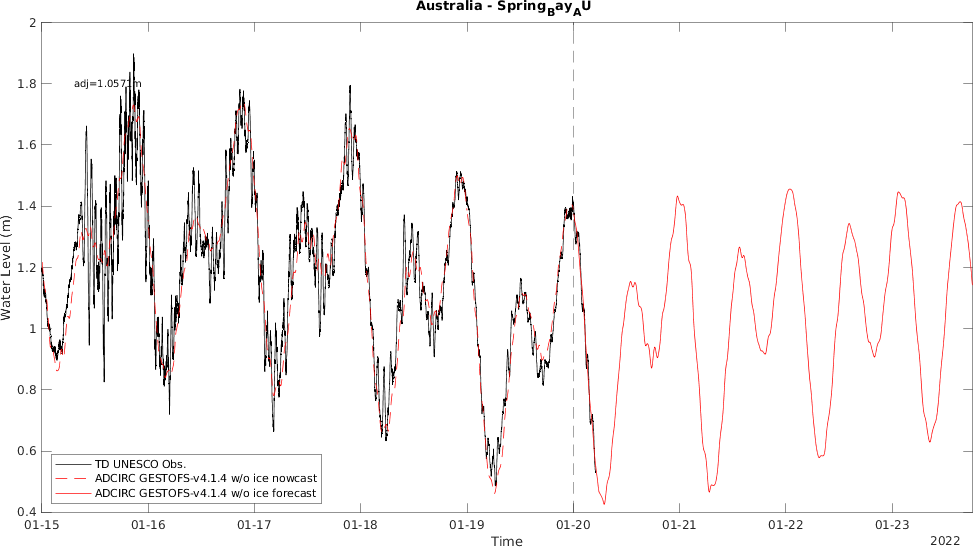 Australia - Spring_Bay_AU
2
1.8
1.6
1.4
1.2
1
0.8
0.6
0.4
Water Level (m)
adj=1.0571m
TD UNESCO Obs.
ADCIRC GESTOFS-v4.1.4 w/o ice nowcast
ADCIRC GESTOFS-v4.1.4 w/o ice forecast
01-15 01-16 01-17 01-18 01-19 01-20 01-21 01-22 01-23
Time
2022